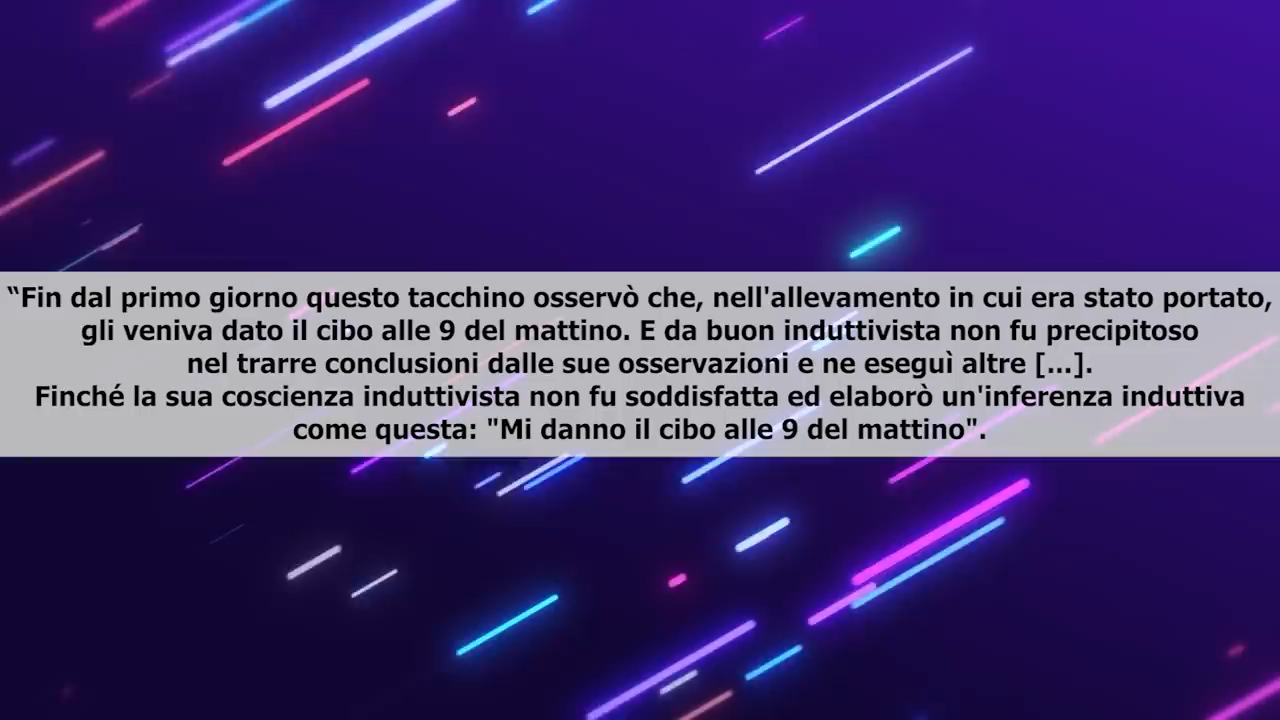 “Fin dal primo giorno questo tacchino osservò che, nell'allevamento in cui era stato portato,
gli veniva dato il cibo alle 9 del mattino. E da buon induttivista non fu precipitoso
nel trarre conclusioni dalle sue osservazioni e ne eseguì altre [...].
Finché la sua coscienza induttivista non fu soddisfatta ed elaborò un'inferenza induttiva
come questa: "Mi danno il cibo alle 9 del mattino".